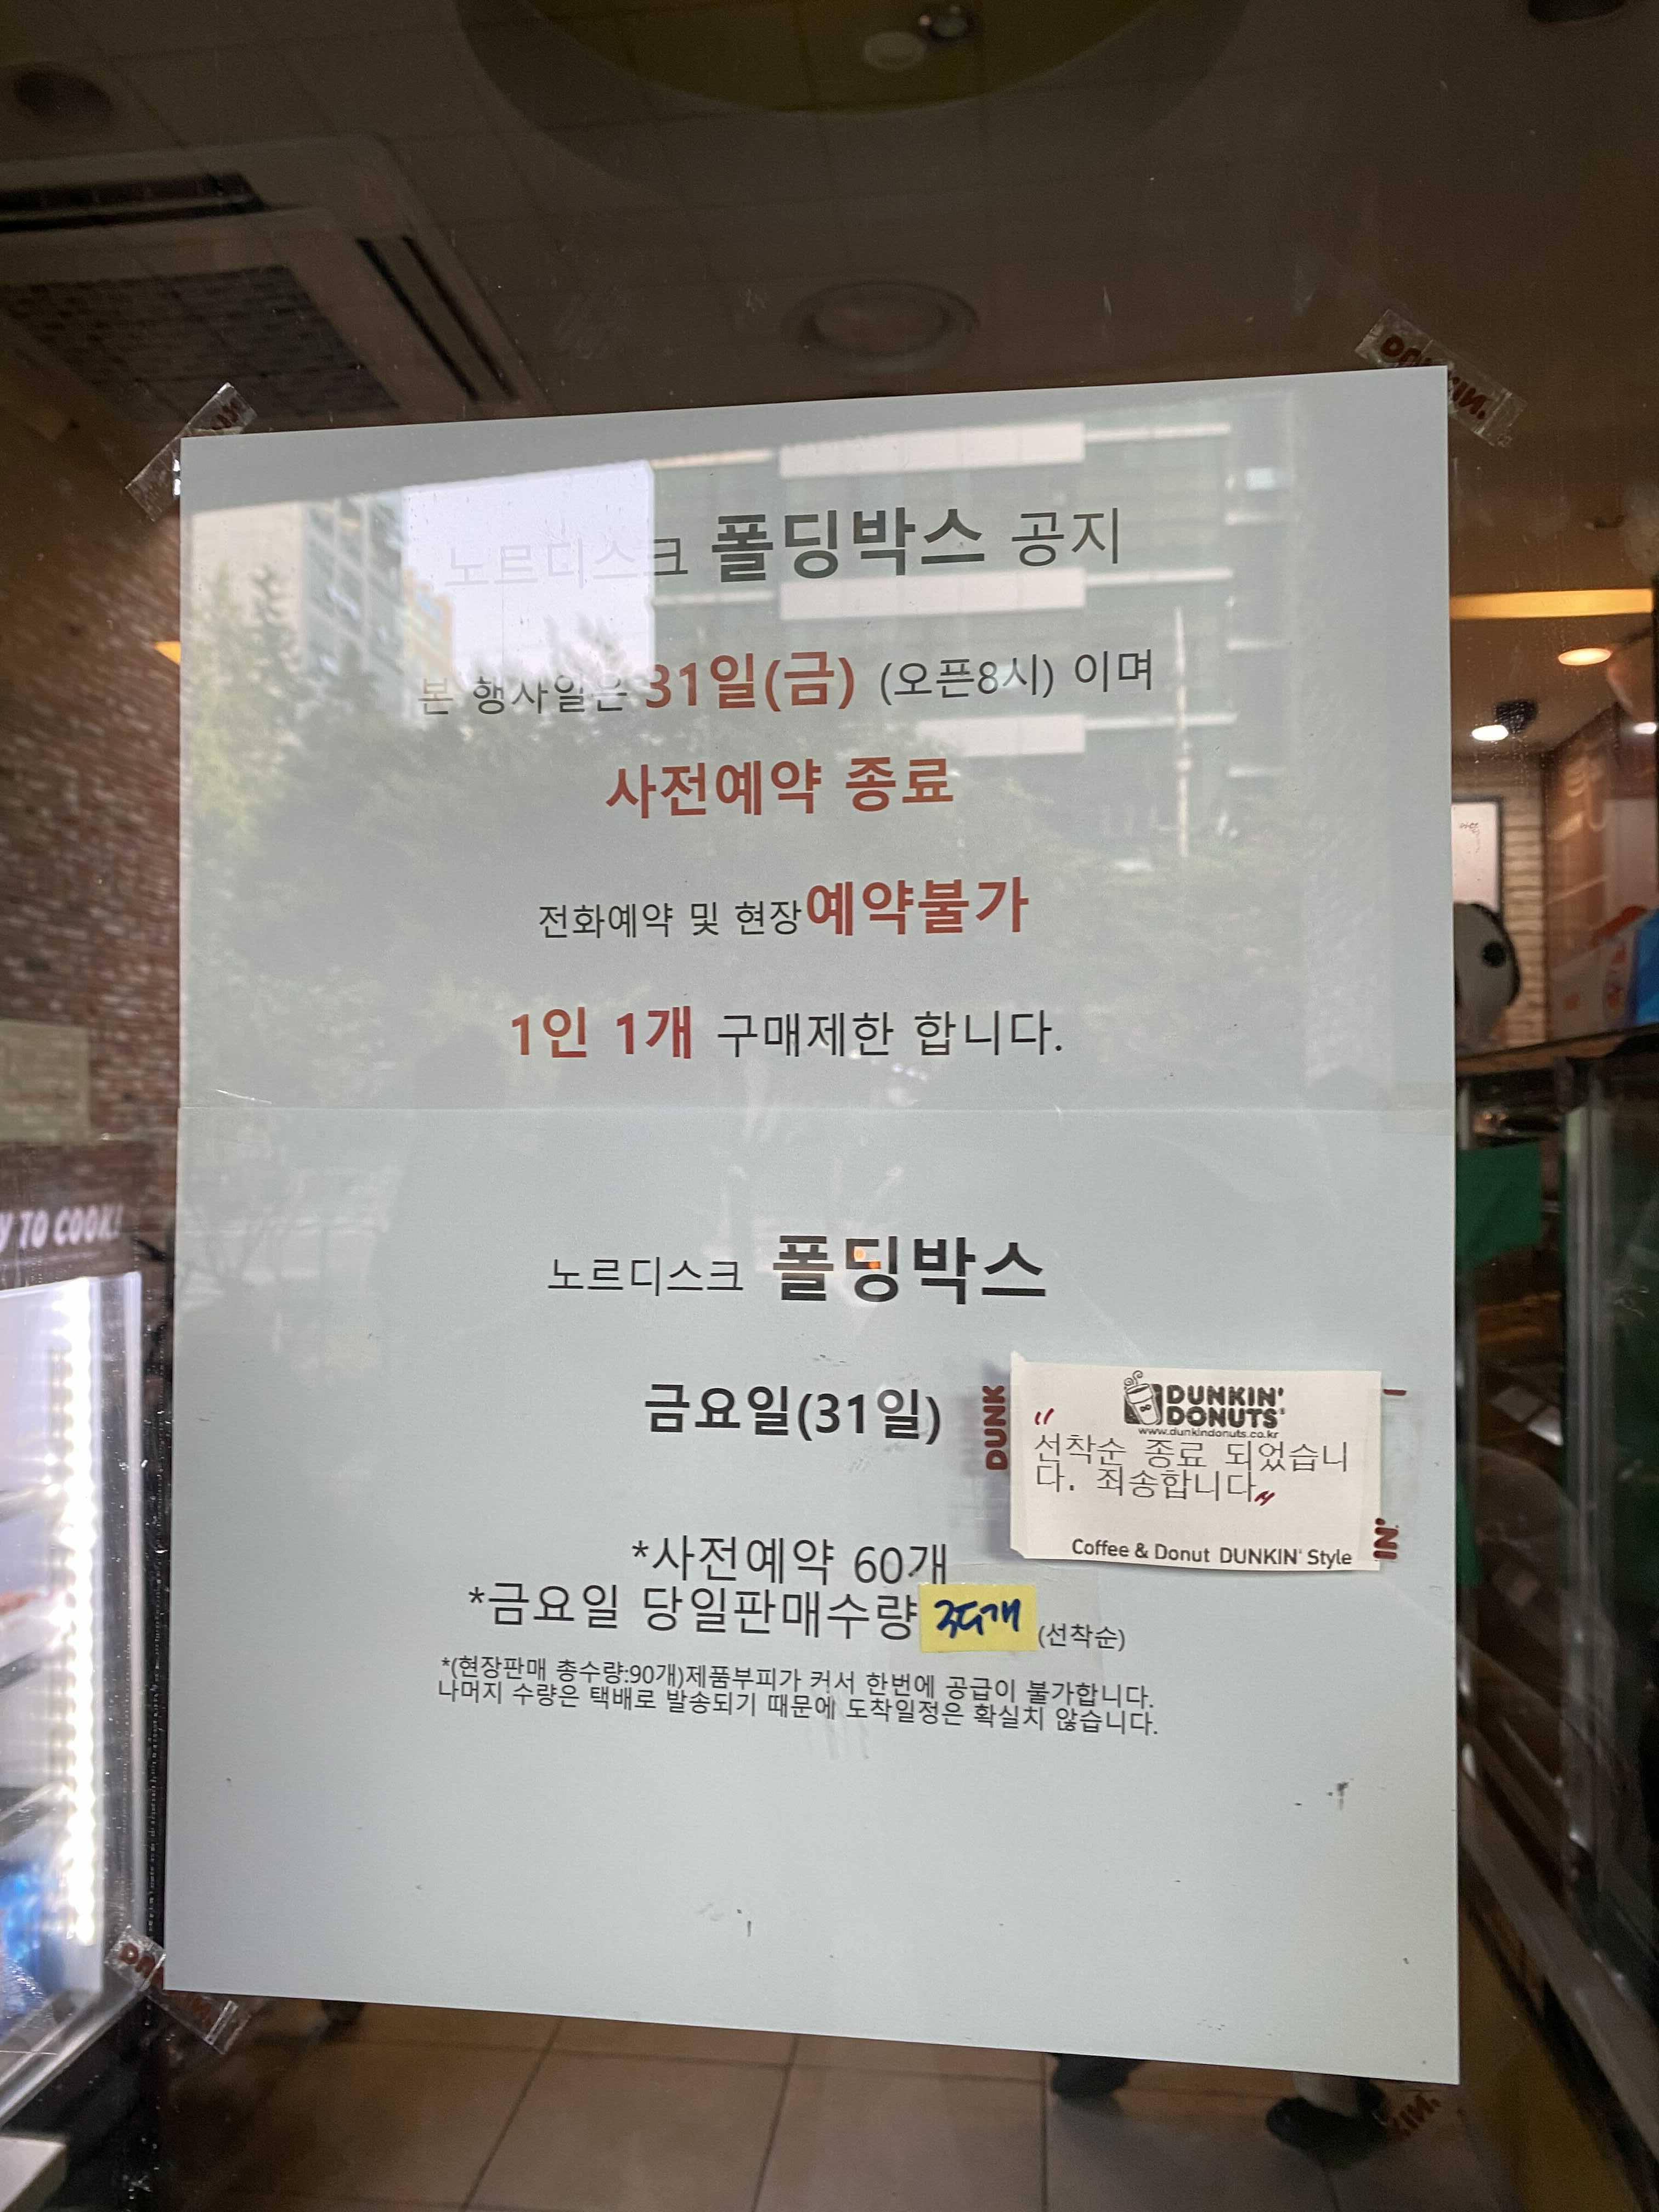 노르디스크 폴딩박스 공지
본 행사일은 31일(금) (오픈8시) 이며
사전예약 종료
전화예약 및 현장예약불가
1인 1개 구매제한 합니다.
노르디스크 폴딩박스
금요일(31일)
DUNKIN'
DONUTS
www.dunkindonuts.co.kr
" 선착순 종료 되었습니
다. 죄송합니다."
Coffee & Donut DUNKIN' Style
*사전예약 60개
*금요일 당일판매수량 (선착순)
*(현장판매 총수량:90개)제품부피가 커서 한번에 공급이 불가합니다.
나머지 수량은 택배로 발송되기 때문에 도착일정은 확실치 않습니다.
Y TO COOK!
DUNK
IN'